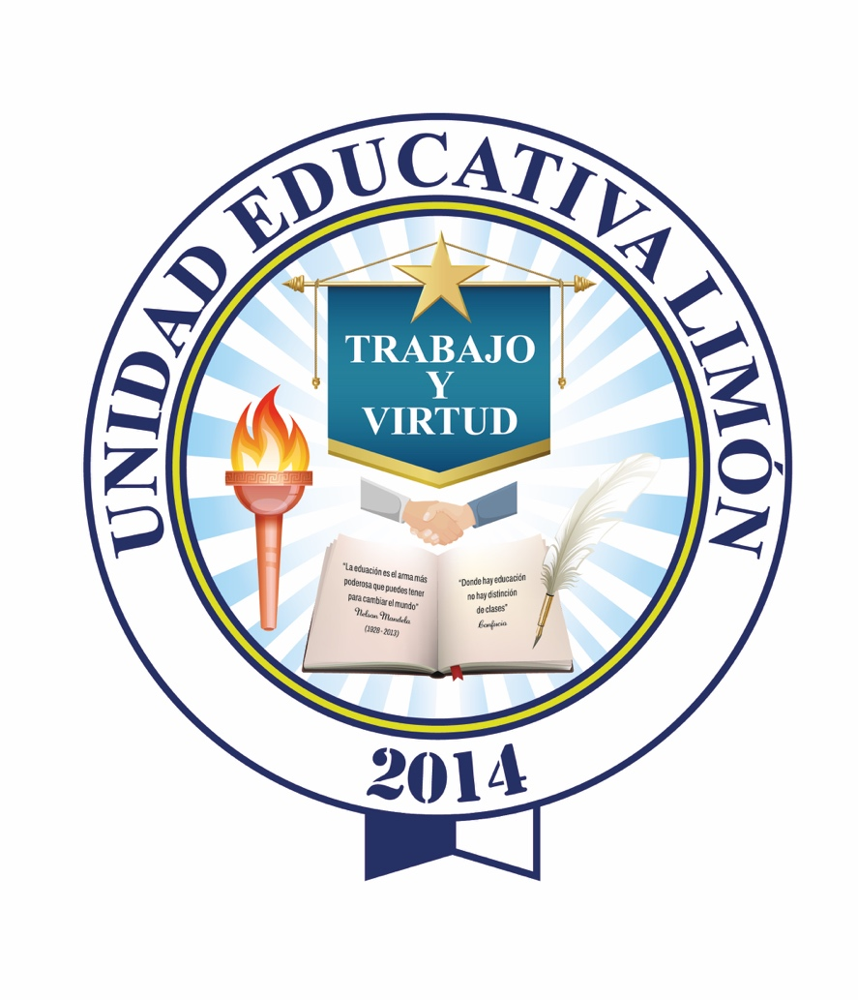 UNIDAD EDUCATIVA LIMÓN
TRABAJO
Y
VIRTUD
"La eduación es el arma más
poderosa que puedes tener
para cambiar el mundo"
Nelson Mandela
(1928 - 2013)
"Donde hay educación
no hay distinción
de clases"
Confucio
2014